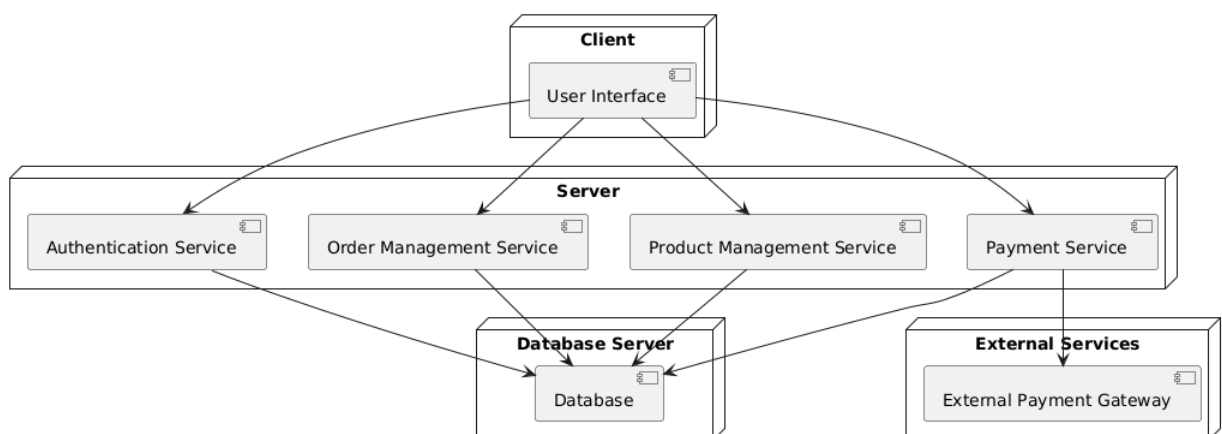 Client
User Interface
Server
Authentication Service
Order Management Service
Product Management Service
Payment Service
Database Server
External Services
Database
External Payment Gateway